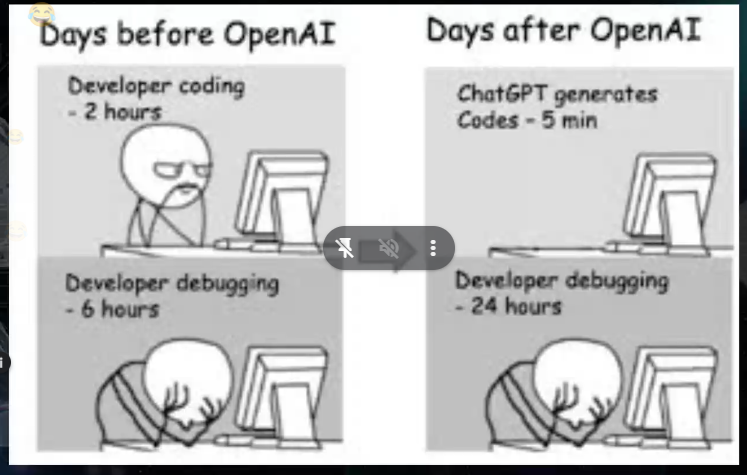 Days before OpenAI
Developer coding
- 2 hours
Developer debugging
- 6 hours
Days after OpenAI
ChatGPT generates
Codes - 5 min
Developer debugging
- 24 hours